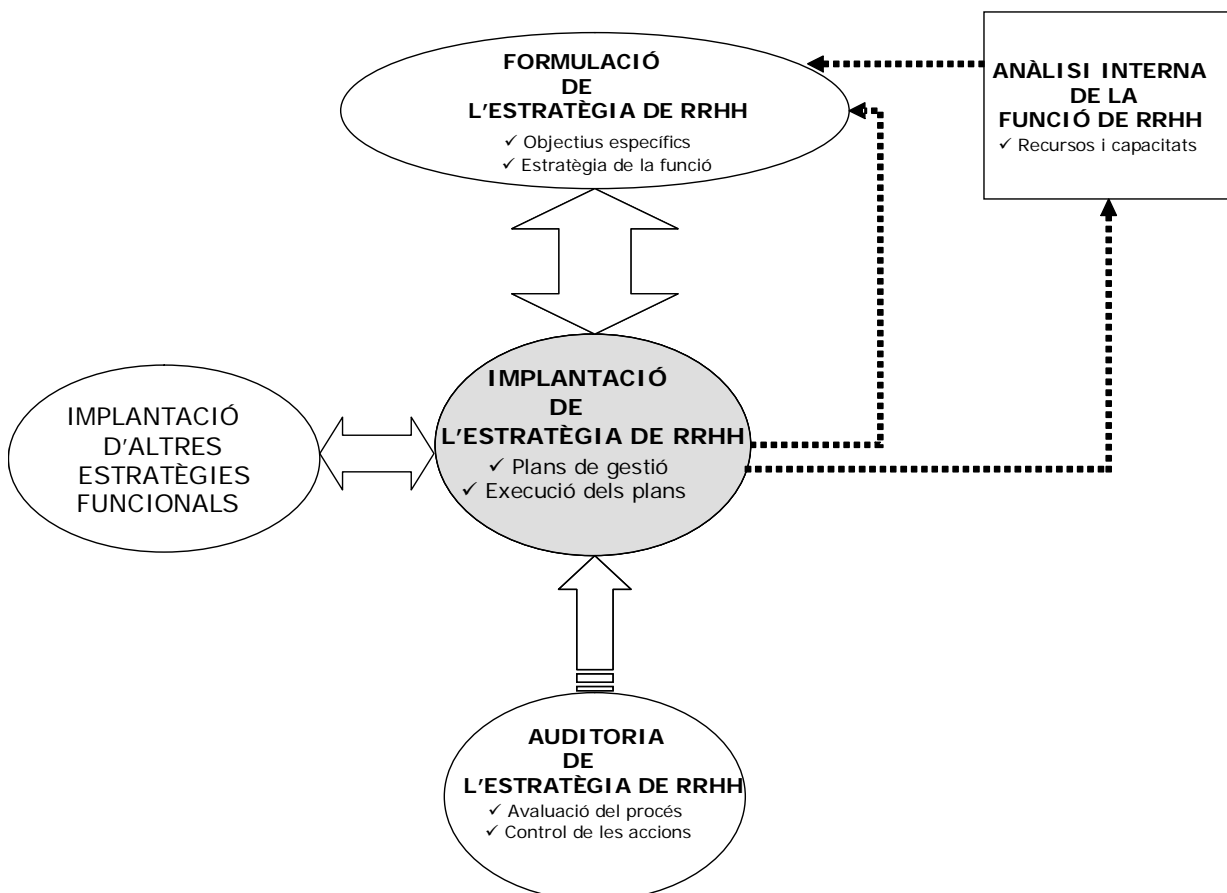 FORMULACIÓ
DE
L'ESTRATÈGIA DE RRHH
✓ Objectius específics
✓ Estratègia de la funció
ANÀLISI INTERNA
DE LA
FUNCIÓ DE RRHH
✓ Recursos i capacitats
IMPLANTACIÓ
D'ALTRES
ESTRATÈGIES
FUNCIONALS
IMPLANTACIÓ
DE
L'ESTRATÈGIA DE RRHH
✓ Plans de gestió
✓ Execució dels plans
AUDITORIA
DE
L'ESTRATÈGIA DE RRHH
✓ Avaluació del procés
✓ Control de les accions